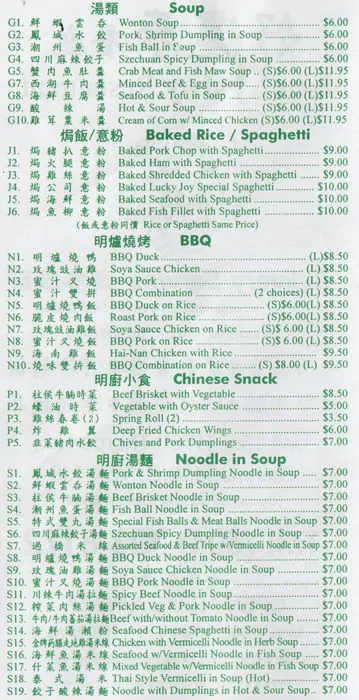 湯類 Soup
G1. 鮮蝦雲吞 Wonton Soup $6.00
G2. 鳳城水餃 Pork, Shrimp Dumpling in Soup $6.00
G3. 潮州魚蛋 Fish Ball in Soup $6.00
G4. 四川麻辣餃子 Szechuan Spicy Dumpling in Soup $6.00
G5. 蟹肉魚肚羹 Crab Meat and Fish Maw Soup .. (S)$6.00 (L)$11.95
G7. 西湖牛肉羹 Minced Beef & Egg in Soup (S)$6.00 (L)$11.95
G8. 海鮮豆腐羹 Seafood & Tofu in Soup (S)$6.00 (L)$11.95
G9. 酸辣湯 Hot & Sour Soup (S)$6.00 (L)$11.95
G10. 雞茸粟米羹 Cream of Corn w/ Minced Chicken (S)$6.00 (L)$11.95
焗飯/意粉 Baked Rice / Spaghetti
J1. 焗豬扒意粉 Baked Pork Chop with Spaghetti $9.00
J2. 焗火腿意粉 Baked Ham with Spaghetti $9.00
J3. 焗雞絲意粉 Baked Shredded Chicken with Spaghetti $9.00
J4. 焗公司意粉 Baked Lucky Joy Special Spaghetti $10.00
J5. 焗海鮮意粉 Baked Seafood with Spaghetti $10.00
J6. 焗魚柳意粉 Baked Fish Fillet with Spaghetti $10.00
(飯或意粉同價 Rice or Spaghetti Same Price)
明爐燒烤 BBQ
N1. 明爐燒鴨 BBQ Duck (L)$8.50
N2. 玫瑰豉油雞 Soya Sauce Chicken (L) $8.50
N3. 蜜汁叉燒 BBQ Pork (L) $8.50
N4. 蜜汁雙拼 BBQ Combination (2 choices) (L) $8.50
N5. 明爐燒鴨飯 BBQ Duck on Rice (S)$6.00(L) $8.50
N6. 脆皮燒肉飯 Roast Pork on Rice (S)$6.00(L) $8.50
N7. 玫瑰豉油雞飯 Soya Sauce Chicken on Rice (S)$ 6.00 (L) $8.50
N8. 蜜汁叉燒飯 BBQ Pork on Rice (S)$ 6.00 (L) $8.50
N9. 海南雞飯 Hai-Nan Chicken with Rice $9.50
N10. 燒味雙拼飯 BBQ Combination on Rice (S) $8.00 (L) $9.50
明廚小食 Chinese Snack
P1. 柱侯牛腩時菜 Beef Brisket with Vegetable $8.50
P2. 蠔油時菜 Vegetable with Oyster Sauce $5.00
P3. 雞絲春卷(2) Spring Roll (2) $3.50
P4. 炸雞翼 Deep Fried Chicken Wings $6.00
P5. 韮菜豬肉水餃 Chives and Pork Dumplings $7.00
明廚湯麵 Noodle in Soup
S1. 鳳城水餃湯麵 Pork & Shrimp Dumpling Noodle in Soup $7.00
S2. 鮮蝦雲吞湯麵 Wonton Noodle in Soup $7.00
S3. 柱侯牛腩湯麵 Beef Brisket Noodle in Soup $7.00
S4. 潮州魚蛋湯麵 Fish Ball Noodle in Soup $7.00
S5. 特式雙丸湯麵 Special Fish Balls & Meat Balls Noodle in Soup $7.00
S6. 四川麻辣餃子湯麵 Szechuan Spicy Dumpling Noodle in Soup $7.00
S7. 過橋米線 Assorted Seafood & Beef Tripe w/Vermicelli Noodle in Soup $7.00
S8. 明爐燒鴨湯麵 BBQ Duck Noodle in Soup $7.00
S9. 玫瑰油雞湯麵 Soya Sauce Chicken Noodle in Soup $7.00
S10. 蜜汁叉燒湯麵 BBQ Pork Noodle in Soup $7.00
S11. 川辣牛肉湯拉麵 Spicy Beef Noodle in Soup $7.00
S12. 榨菜肉絲湯麵 Pickled Veg & Pork Noodle in Soup $7.00
S13. 牛肉/牛肉蕃茄湯拉麵 Beef with/without Tomato Noodle in Soup $7.00
S14. 海鮮湯瀨粉 Seafood Chinese Spaghetti in Soup $7.00
S15. 金牌药膳走地雞湯米線 Chicken with Vermicelli Noodle in Herb Soup $7.00
S16. 海鮮魚湯米線 Seafood w/Vermicelli Noodle in Fish Soup $7.00
S17. 什菜魚湯米線 Mixed Vegetable w/Vermicelli Noodle in Fish Soup $7.00
S18. 泰式湯米 Thai Style Vermicelli in Soup (Hot) $7.00
S19. 餃子酸辣湯麵 Noodle with Dumplings in Hot & Sour Soup $7.00